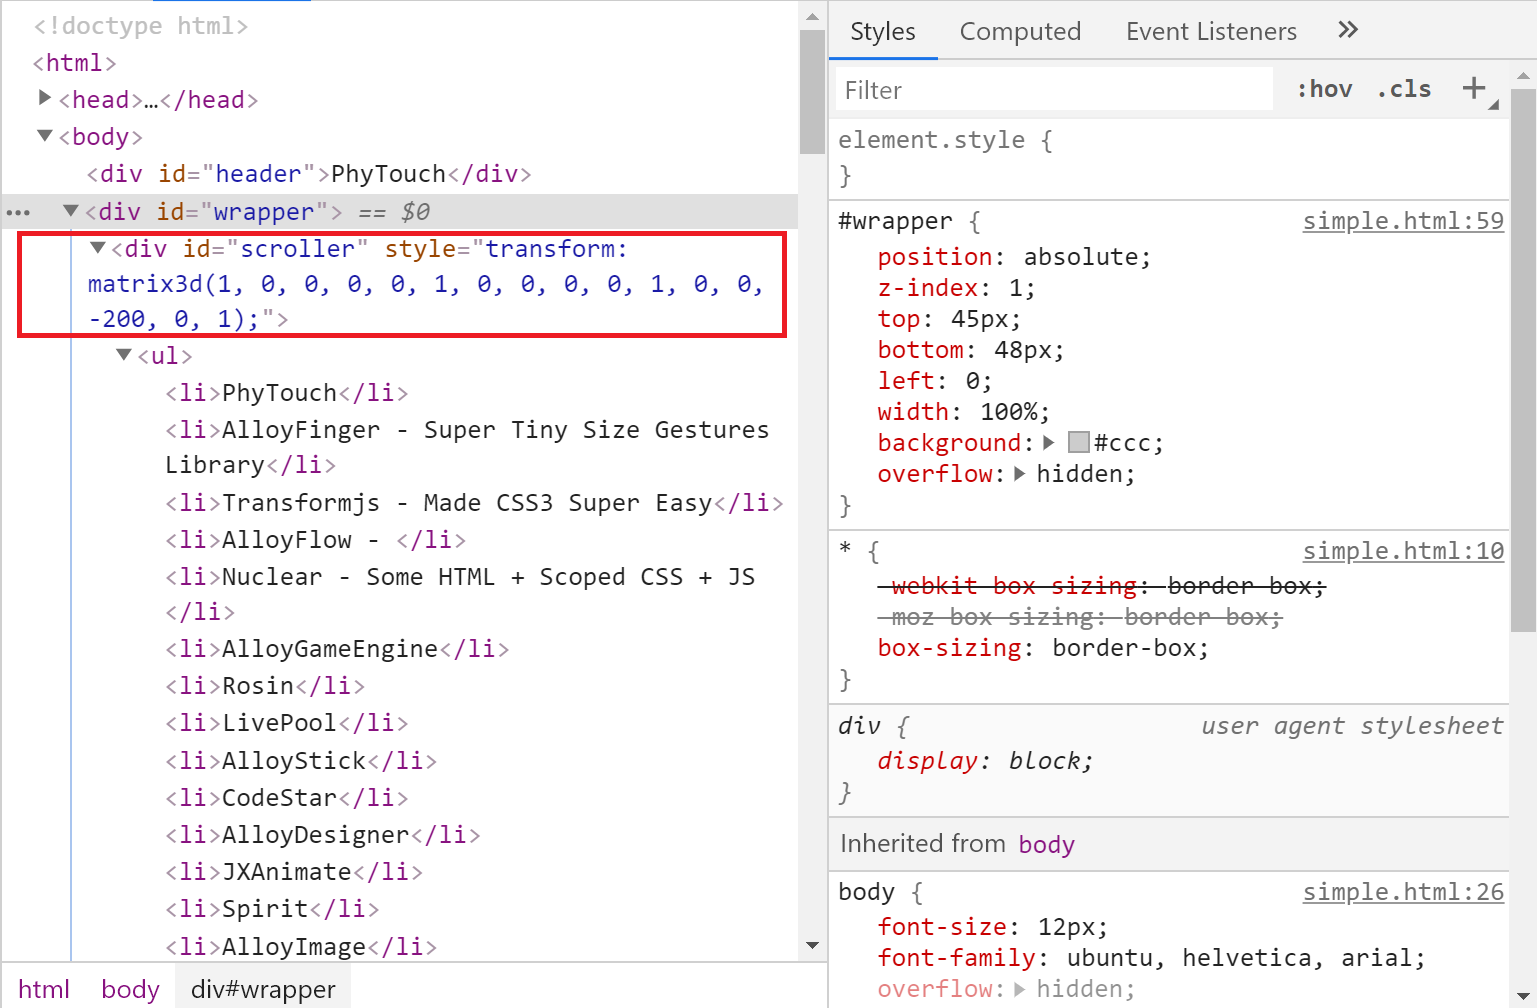 <!doctype html>
<html>
▶<head>…</head>
▼<body>
<div id="header">PhyTouch</div>
••• ▼<div id="wrapper"> == $0
▼<div id="scroller" style="transform:
matrix3d(1, 0, 0, 0, 0, 1, 0, 0, 0, 0, 1, 0, 0,
-200, 0, 1);">
▼<ul>
<li>PhyTouch</li>
<li>AlloyFinger - Super Tiny Size Gestures
Library</li>
<li>Transformjs - Made CSS3 Super Easy</li>
<li>AlloyFlow - </li>
<li>Nuclear - Some HTML + Scoped CSS + JS
</li>
<li>AlloyGameEngine</li>
<li>Rosin</li>
<li>LivePool</li>
<li>AlloyStick</li>
<li>CodeStar</li>
<li>AlloyDesigner</li>
<li>JXAnimate</li>
<li>Spirit</li>
<li>AlloyImage</li>
html body div#wrapper
Styles Computed Event Listeners »
Filter :hov .cls +
element.style {
}
#wrapper { simple.html:59
position: absolute;
z-index: 1;
top: 45px;
bottom: 48px;
left: 0;
width: 100%;
background:▶ #ccc;
overflow:▶ hidden;
}
* { simple.html:10
-webkit-box-sizing: border-box;
-moz-box-sizing: border-box;
box-sizing: border-box;
}
div { user agent stylesheet
display: block;
}
Inherited from body
body { simple.html:26
font-size: 12px;
font-family: ubuntu, helvetica, arial;
overflow:▶ hidden;